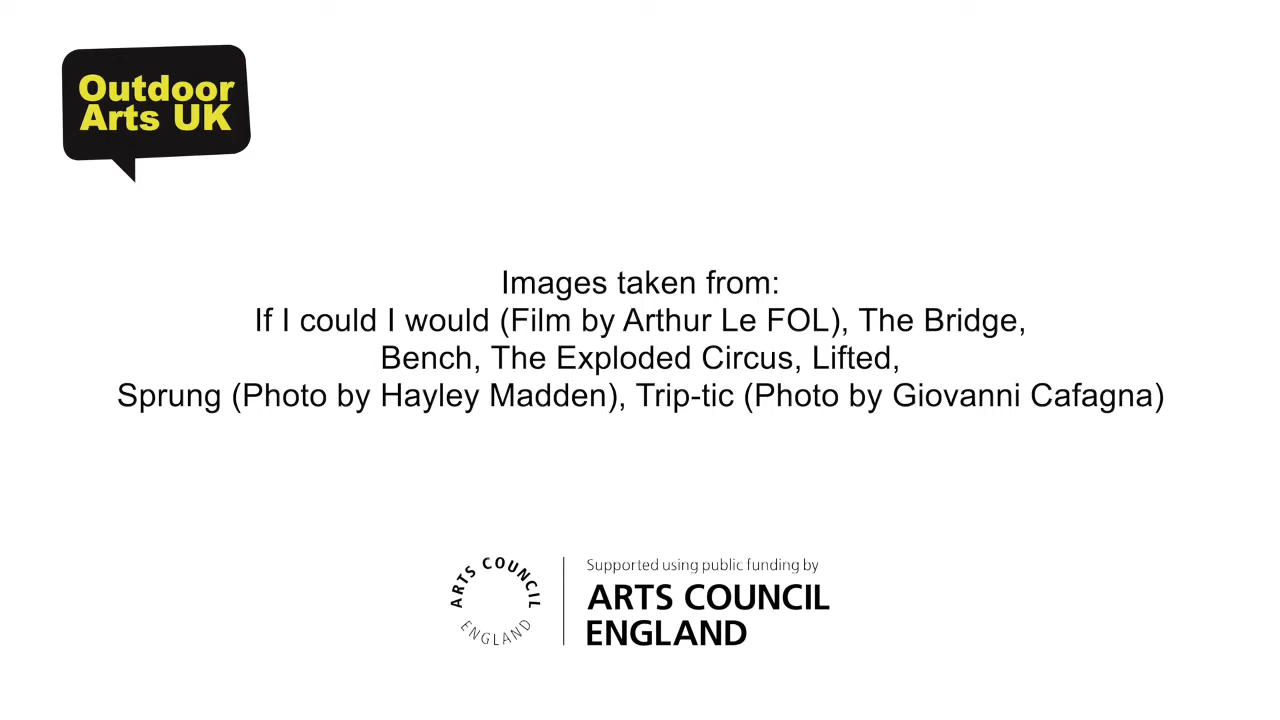 Outdoor
Arts UK
Images taken from:
If I could I would (Film by Arthur Le FOL), The Bridge,
Bench, The Exploded Circus, Lifted,
Sprung (Photo by Hayley Madden), Trip-tic (Photo by Giovanni Cafagna)
ARTS COUNCIL
ENGLAND
Supported using public funding by
ARTS COUNCIL
ENGLAND